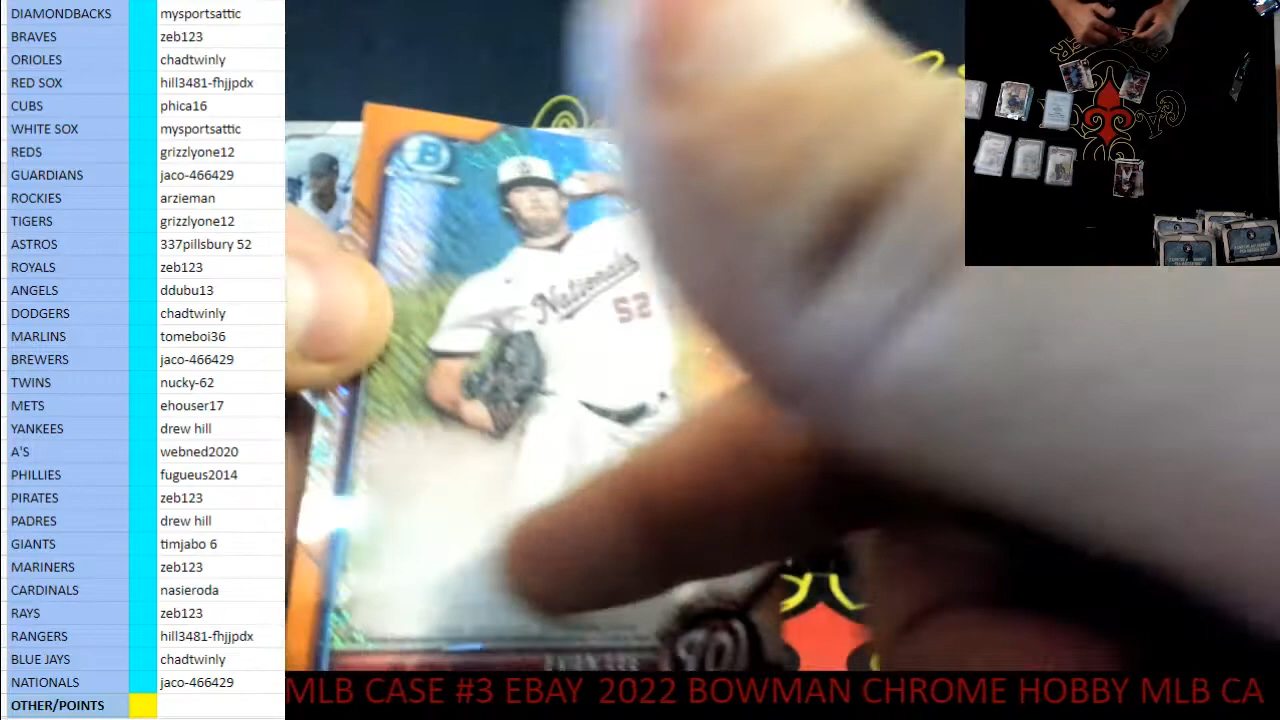 DIAMONDBACKS mysportsattic
BRAVES zeb123
ORIOLES chadtwinly
RED SOX hill3481-fhjjpdx
CUBS phica16
WHITE SOX mysportsattic
REDS grizzlyone12
GUARDIANS jaco-466429
ROCKIES arzieman
TIGERS grizzlyone12
ASTROS 337pillsbury 52
ROYALS zeb123
ANGELS ddubu13
DODGERS chadtwinly
MARLINS tomeboi36
BREWERS jaco-466429
TWINS nucky-62
METS ehouser17
YANKEES drew hill
A'S webned2020
PHILLIES fugueus2014
PIRATES zeb123
PADRES drew hill
GIANTS timjabo 6
MARINERS zeb123
CARDINALS nasieroda
RAYS zeb123
RANGERS hill3481-fhjjpdx
BLUE JAYS chadtwinly
NATIONALS jaco-466429
OTHER/POINTS
B
Nationals
52
W
MLB CASE #3 EBAY 2022 BOWMAN CHROME HOBBY MLB CA